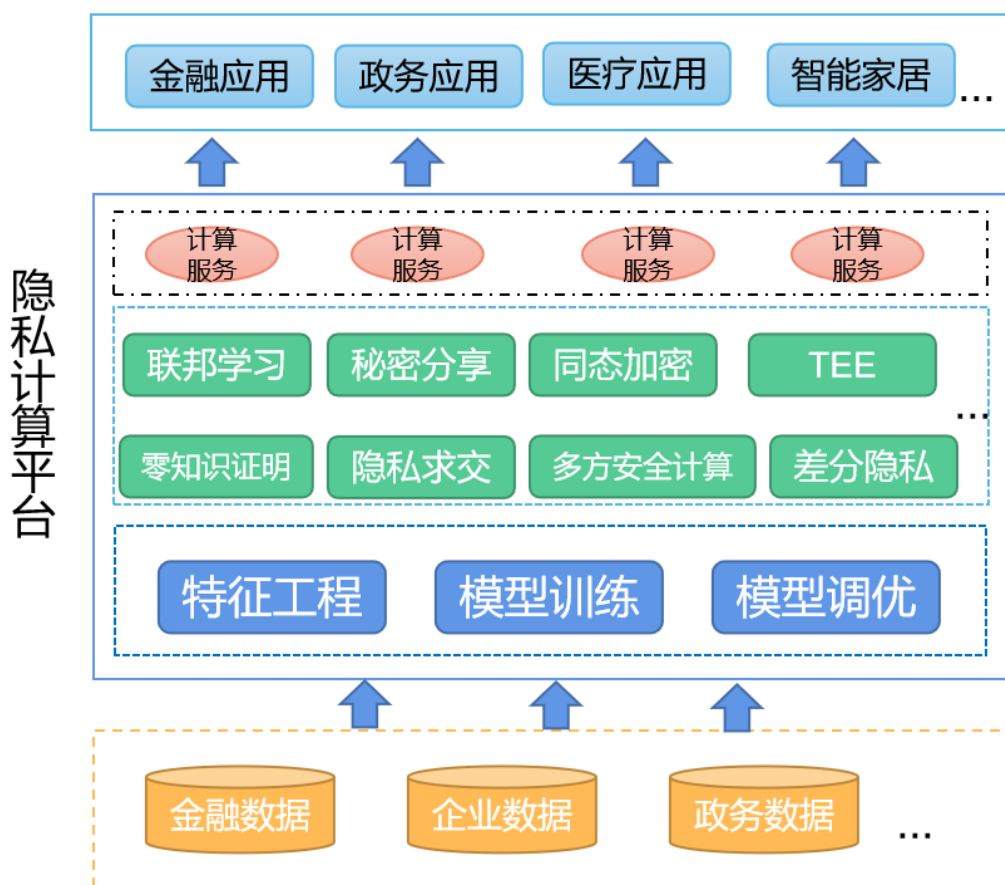 金融应用
政务应用
医疗应用
智能家居
...
隐私计算平台
计算
服务
计算
服务
计算
服务
计算
服务
联邦学习
秘密分享
同态加密
TEE
...
零知识证明
隐私求交
多方安全计算
差分隐私
特征工程
模型训练
模型调优
金融数据
企业数据
政务数据
...